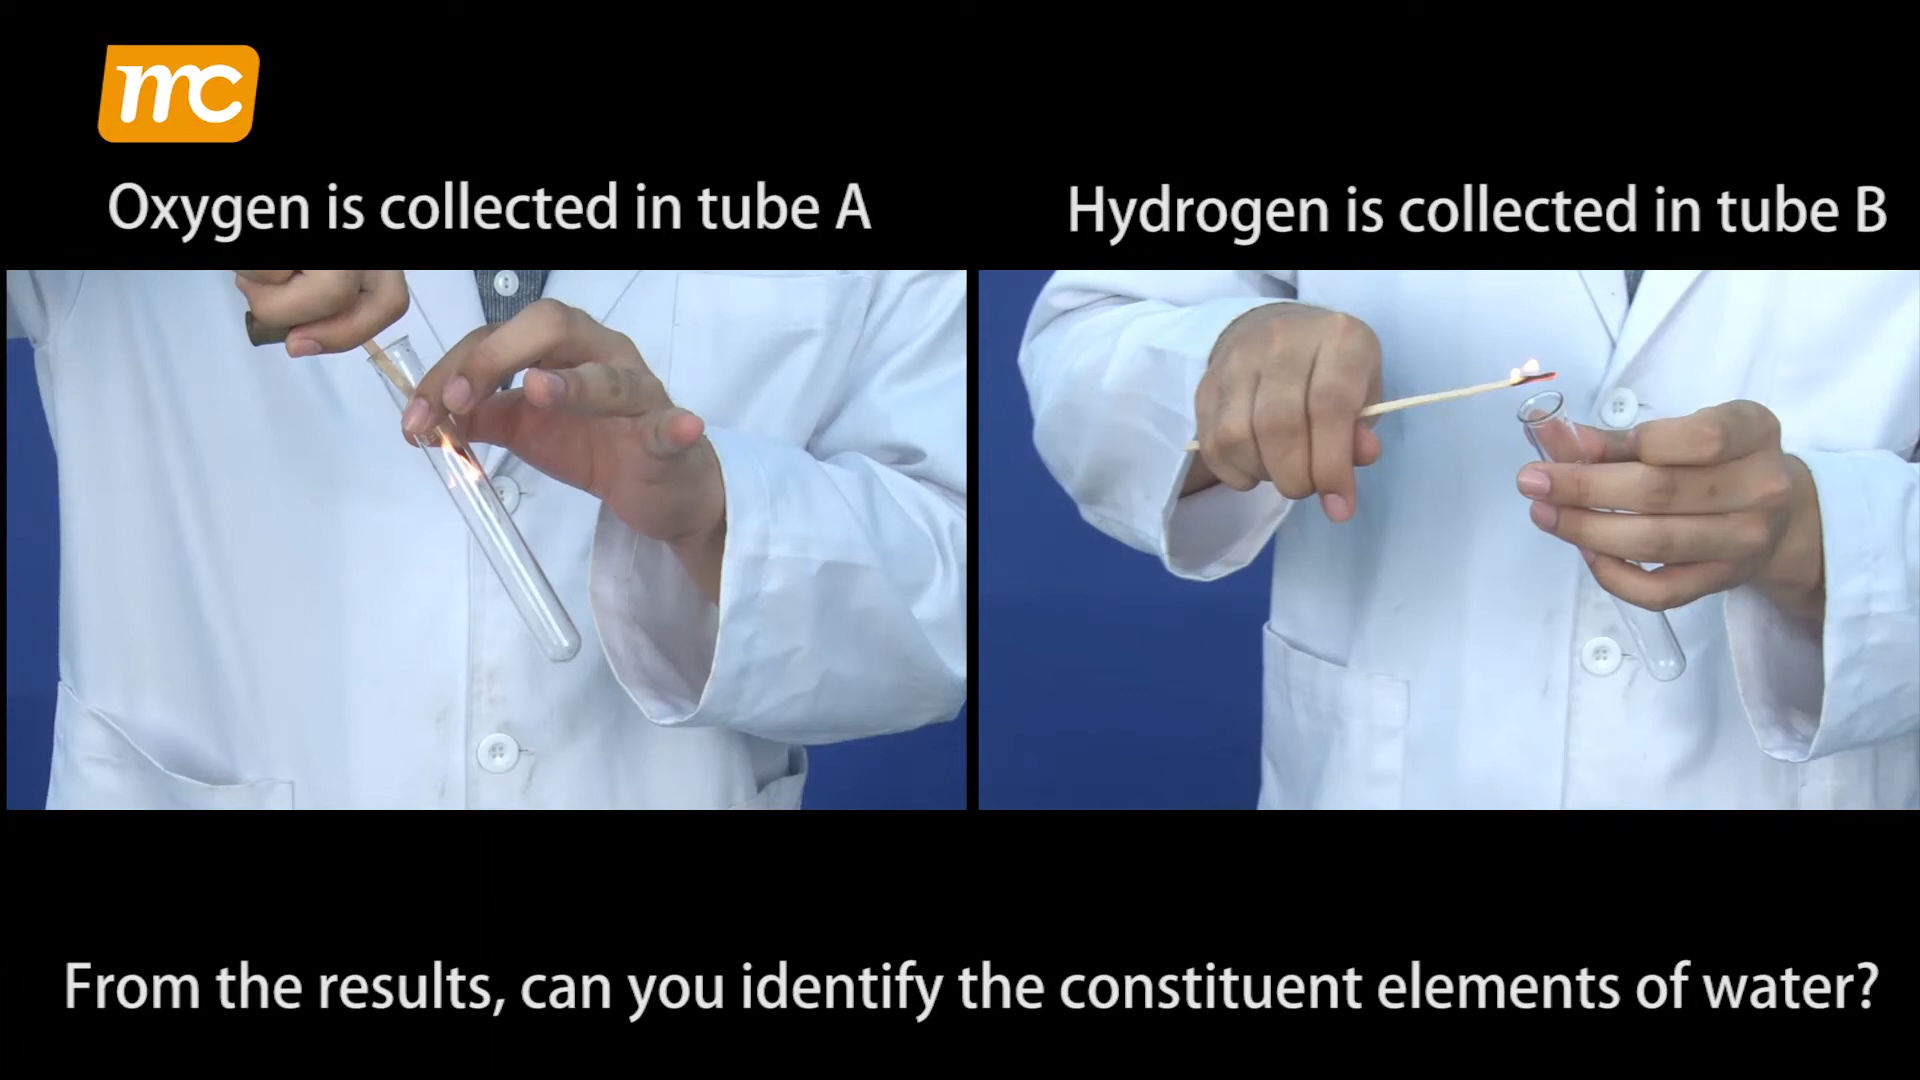 mc
Oxygen is collected in tube A
Hydrogen is collected in tube B
From the results, can you identify the constituent elements of water?